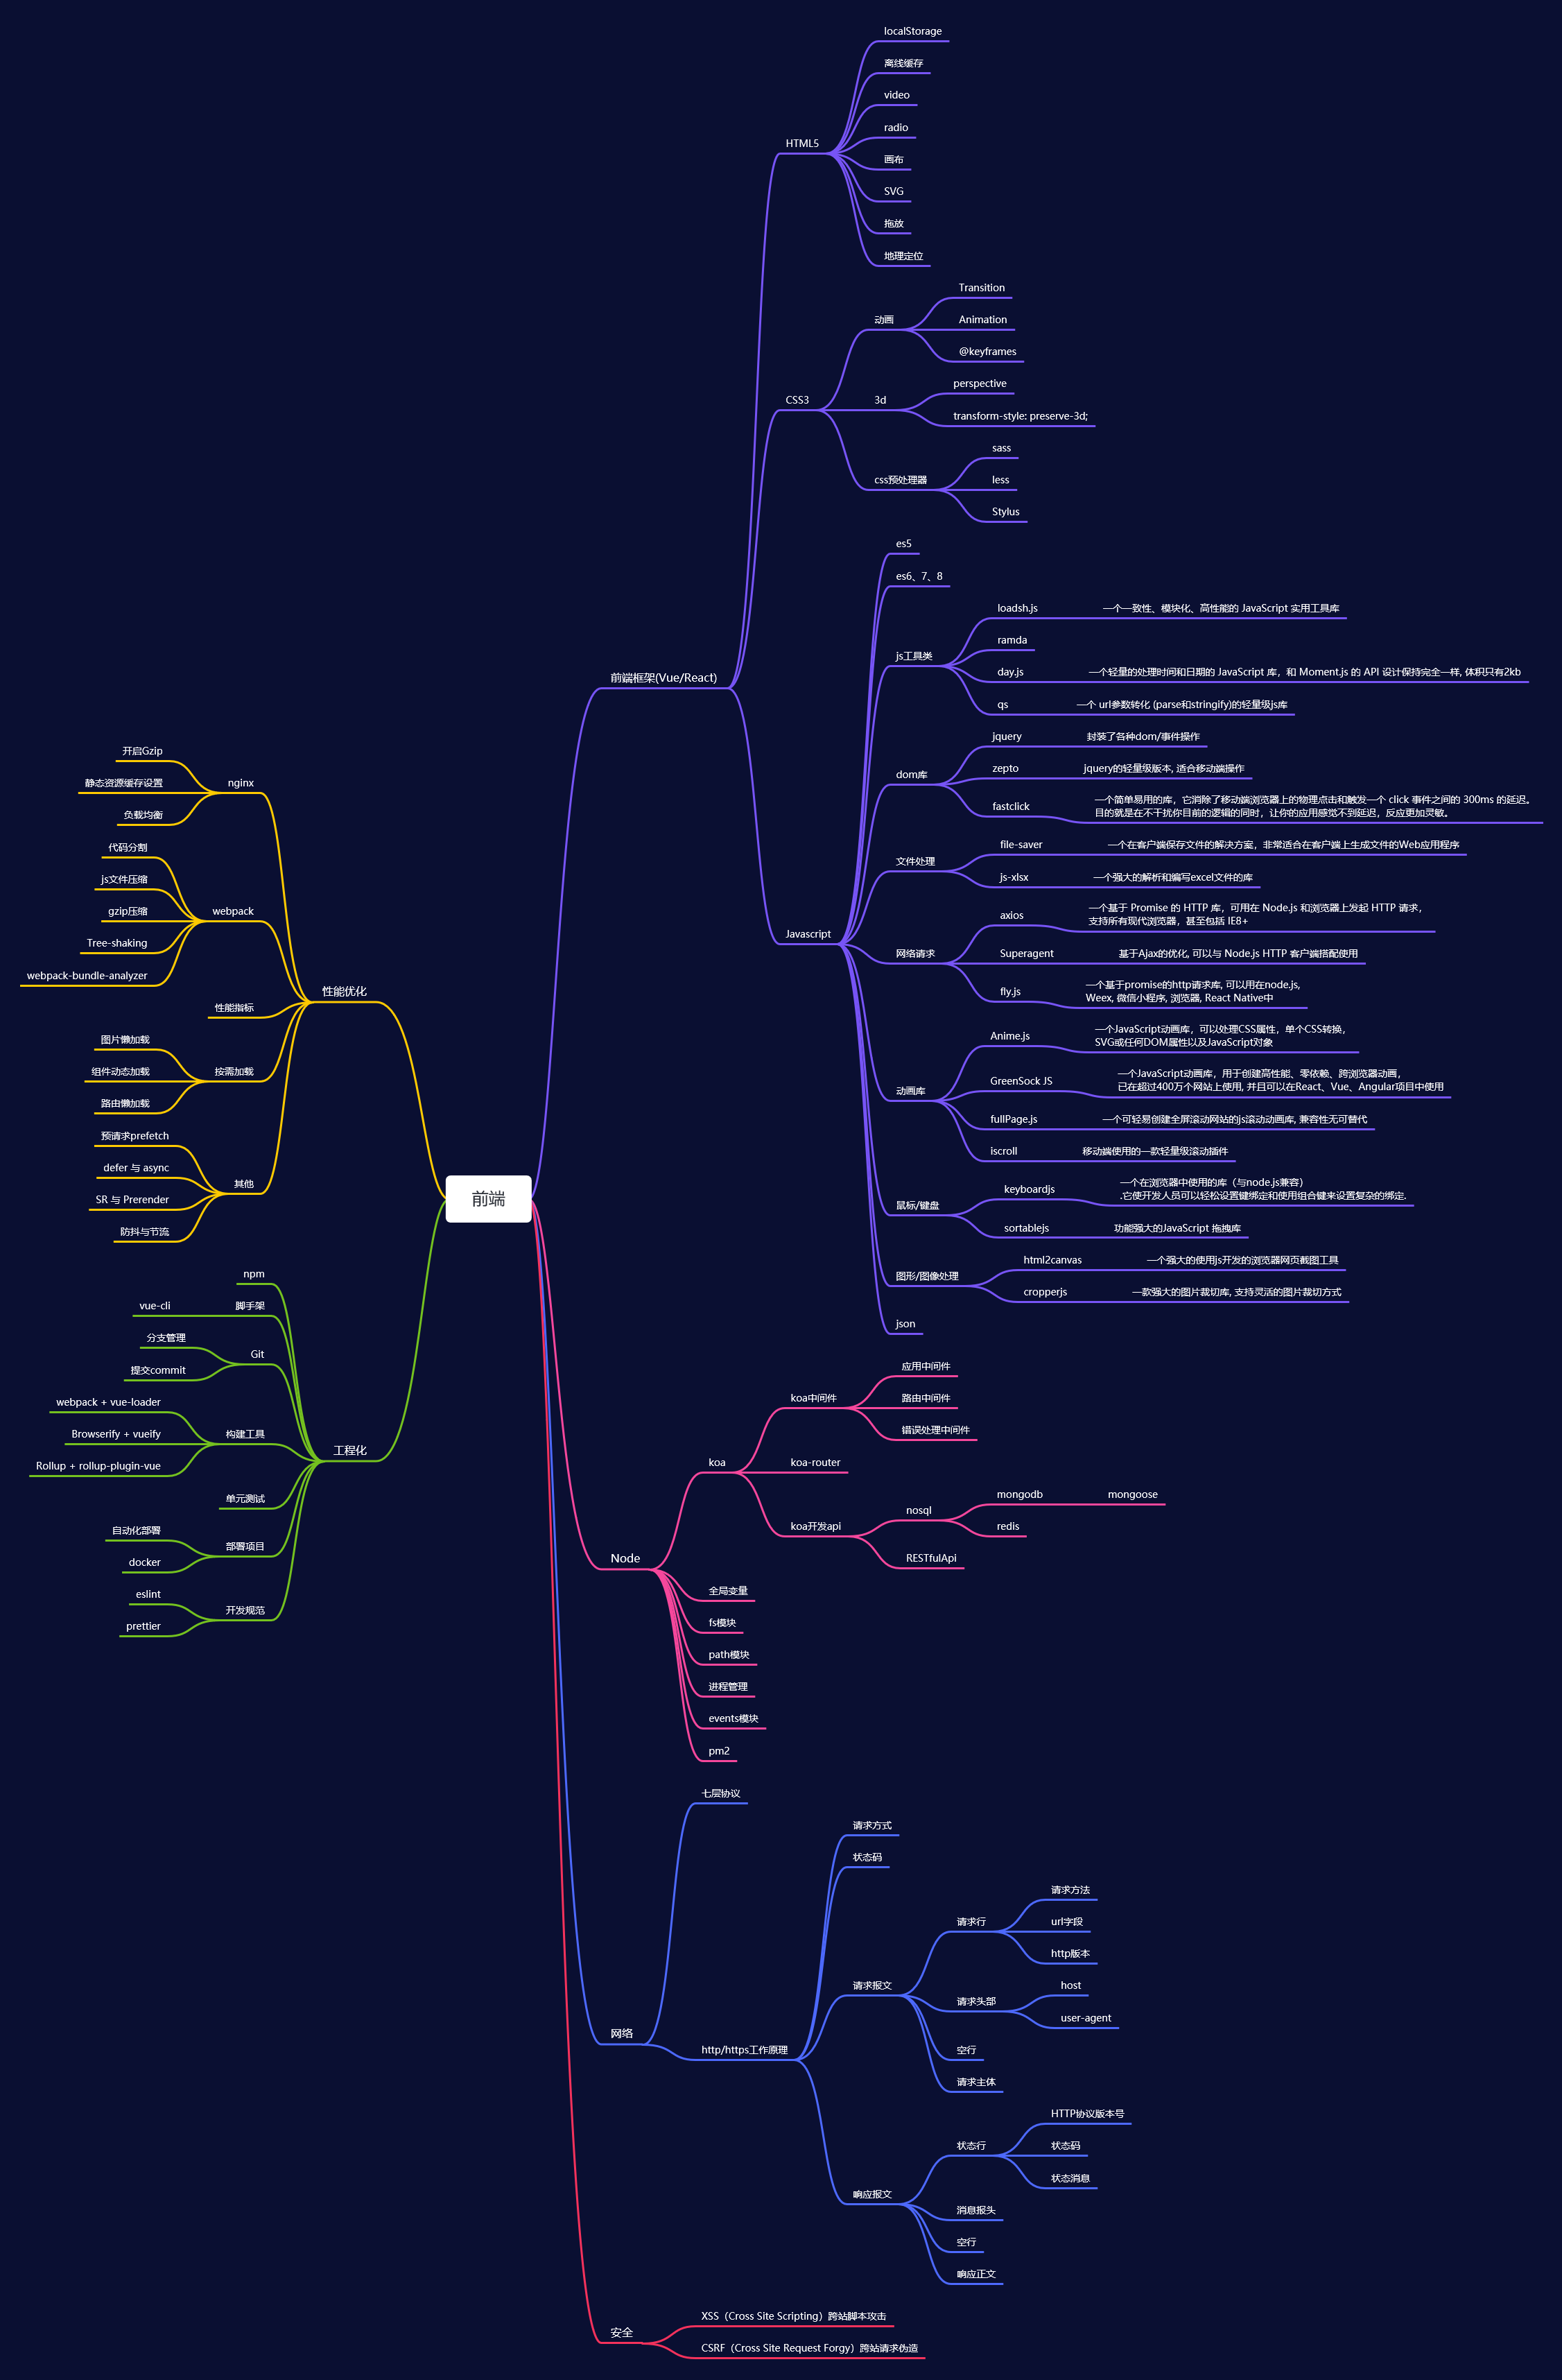 前端
前端框架(Vue/React)
HTML5
localStorage
离线缓存
video
radio
画布
SVG
拖放
地理定位
CSS3
动画
Transition
Animation
@keyframes
3d
perspective
transform-style: preserve-3d;
css预处理器
sass
less
Stylus
Javascript
es5
es6、7、8
js工具类
loadsh.js
一个一致性、模块化、高性能的 JavaScript 实用工具库
ramda
day.js
一个轻量的处理时间和日期的 JavaScript 库，和 Moment.js 的 API 设计保持完全一样, 体积只有2kb
qs
一个 url参数转化 (parse和stringify)的轻量级js库
dom库
jquery
封装了各种dom/事件操作
zepto
jquery的轻量级版本, 适合移动端操作
fastclick
一个简单易用的库，它消除了移动端浏览器上的物理点击和触发一个 click 事件之间的 300ms 的延迟。
目的就是在不干扰你目前的逻辑的同时，让你的应用感觉不到延迟，反应更加灵敏。
文件处理
file-saver
一个在客户端保存文件的解决方案，非常适合在客户端上生成文件的Web应用程序
js-xlsx
一个强大的解析和编写excel文件的库
网络请求
axios
一个基于 Promise 的 HTTP 库，可用在 Node.js 和浏览器上发起 HTTP 请求，
支持所有现代浏览器，甚至包括 IE8+
Superagent
基于Ajax的优化, 可以与 Node.js HTTP 客户端搭配使用
fly.js
一个基于promise的http请求库, 可以用在node.js,
Weex, 微信小程序, 浏览器, React Native中
动画库
Anime.js
一个JavaScript动画库，可以处理CSS属性，单个CSS转换，
SVG或任何DOM属性以及JavaScript对象
GreenSock JS
一个JavaScript动画库，用于创建高性能、零依赖、跨浏览器动画，
已在超过400万个网站上使用, 并且可以在React、Vue、Angular项目中使用
fullPage.js
一个可轻易创建全屏滚动网站的js滚动动画库, 兼容性无可替代
iscroll
移动端使用的一款轻量级滚动插件
鼠标/键盘
keyboardjs
一个在浏览器中使用的库（与node.js兼容）
.它使开发人员可以轻松设置键绑定和使用组合键来设置复杂的绑定.
sortablejs
功能强大的JavaScript 拖拽库
图形/图像处理
html2canvas
一个强大的使用js开发的浏览器网页截图工具
cropperjs
一款强大的图片裁切库, 支持灵活的图片裁切方式
json
Node
koa
koa中间件
应用中间件
路由中间件
错误处理中间件
koa-router
koa开发api
nosql
mongodb
mongoose
redis
RESTfulApi
全局变量
fs模块
path模块
进程管理
events模块
pm2
网络
七层协议
http/https工作原理
请求方式
状态码
请求报文
请求行
请求方法
url字段
http版本
请求头部
host
user-agent
空行
请求主体
响应报文
状态行
HTTP协议版本号
状态码
状态消息
消息报头
空行
响应正文
安全
XSS（Cross Site Scripting）跨站脚本攻击
CSRF（Cross Site Request Forgy）跨站请求伪造
性能优化
nginx
开启Gzip
静态资源缓存设置
负载均衡
webpack
代码分割
js文件压缩
gzip压缩
Tree-shaking
webpack-bundle-analyzer
性能指标
按需加载
图片懒加载
组件动态加载
路由懒加载
其他
预请求prefetch
defer 与 async
SR 与 Prerender
防抖与节流
工程化
npm
脚手架
vue-cli
Git
分支管理
提交commit
构建工具
webpack + vue-loader
Browserify + vueify
Rollup + rollup-plugin-vue
单元测试
部署项目
自动化部署
docker
开发规范
eslint
prettier